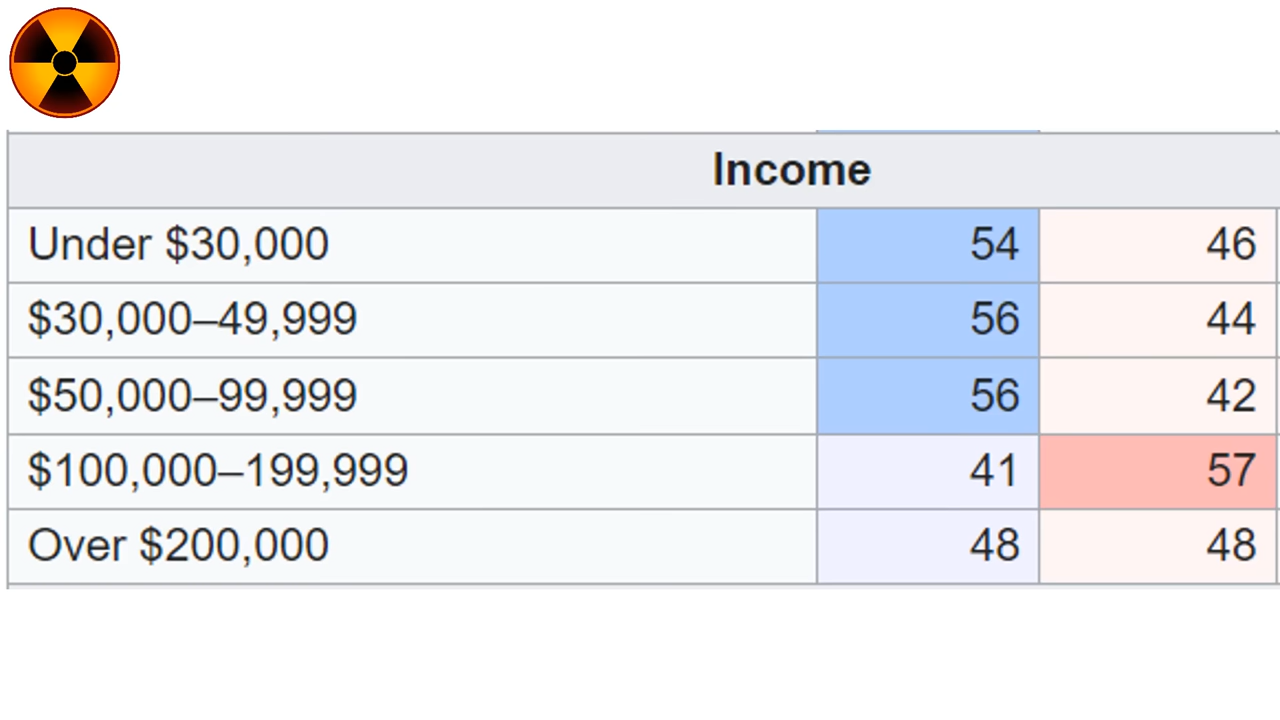 Income
Under $30,000 54 46
$30,000–49,999 56 44
$50,000–99,999 56 42
$100,000–199,999 41 57
Over $200,000 48 48